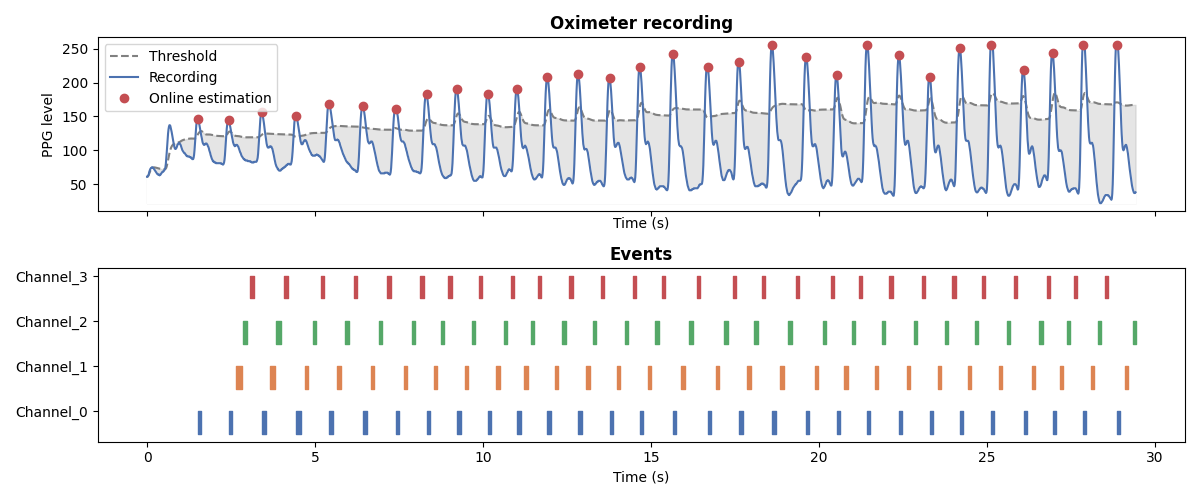 Oximeter recording
PPG level
250
200
150
100
50
Threshold
Recording
Online estimation
Time (s)
Events
Channel_3
Channel_2
Channel_1
Channel_0
0 5 10 15 20 25 30
Time (s)